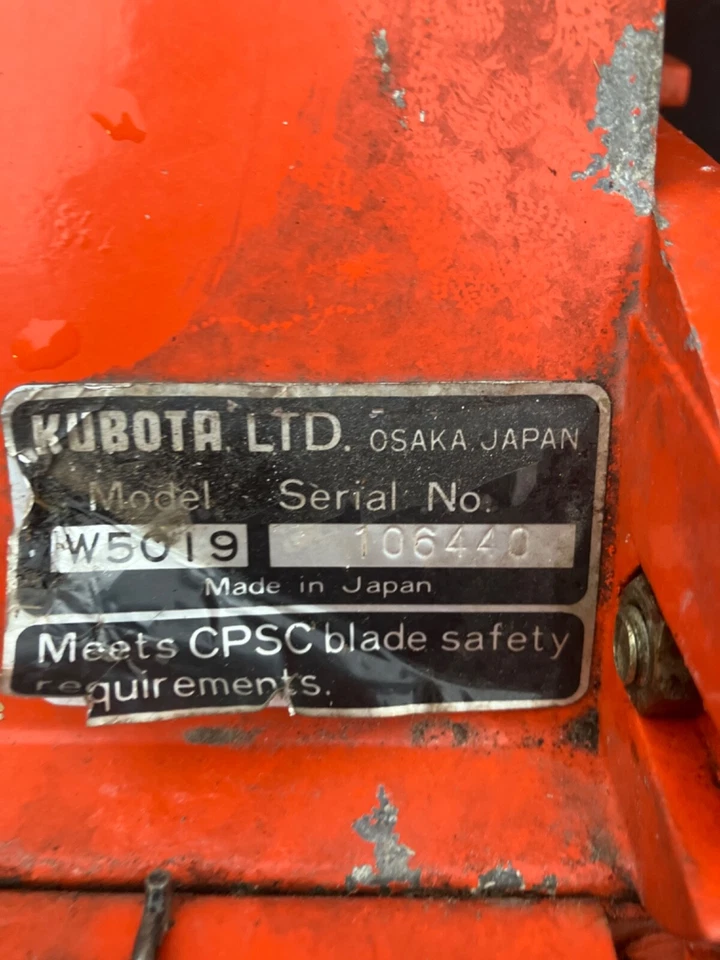 KUBOTA, LTD. OSAKA, JAPAN
Model Serial No.
W5019 106440
Made in Japan
Meets CPSC blade safety
requirements.